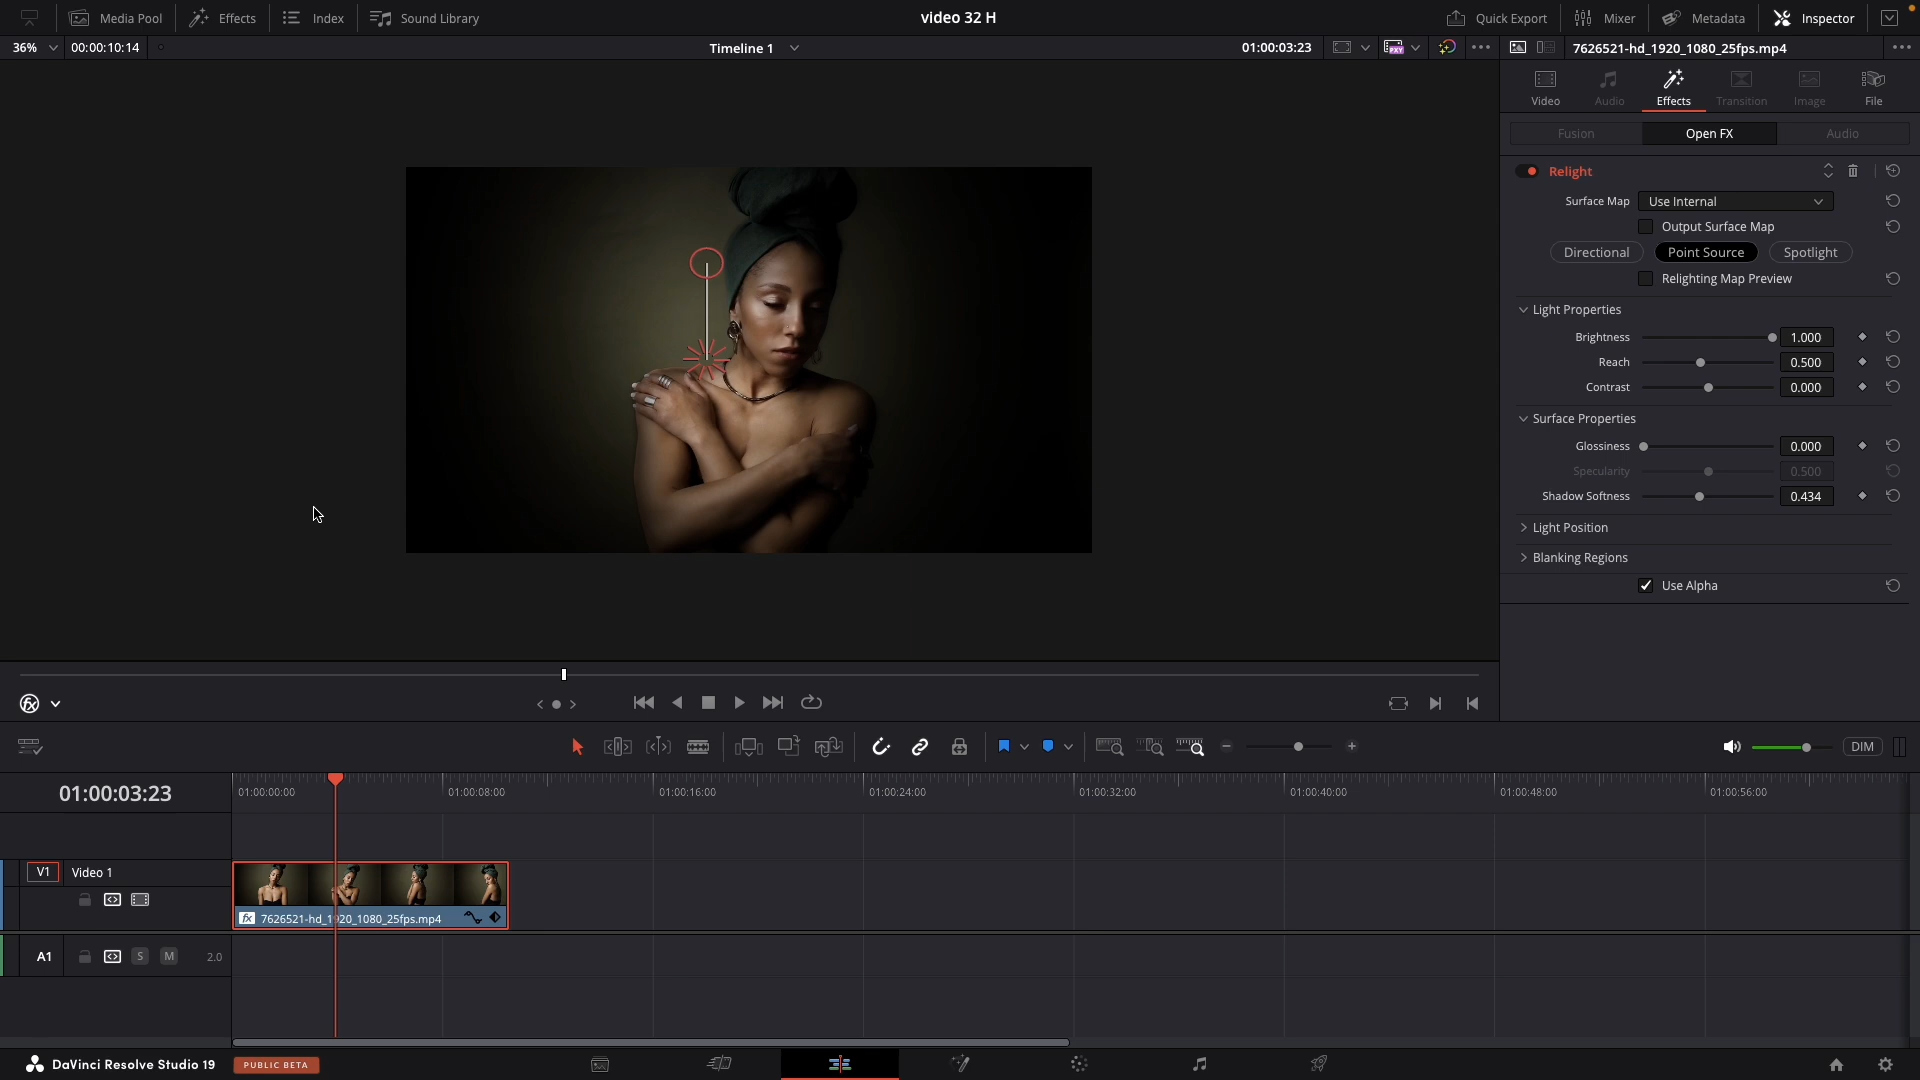 Media Pool Effects Index Sound Library video 32 H Quick Export Mixer Metadata Inspector
36% 00:00:10:14 Timeline 1 01:00:03:23 PXY 7626521-hd_1920_1080_25fps.mp4
Video Audio Effects Transition Image File
Fusion Open FX Audio
Relight
Surface Map Use Internal
Output Surface Map
Directional Point Source Spotlight
Relighting Map Preview
Light Properties
Brightness 1.000
Reach 0.500
Contrast 0.000
Surface Properties
Glossiness 0.000
Specularity 0.500
Shadow Softness 0.434
Light Position
Blanking Regions
Use Alpha
fx
DIM
01:00:03:23 01:00:00:00 01:00:08:00 01:00:16:00 01:00:24:00 01:00:32:00 01:00:40:00 01:00:48:00 01:00:56:00
V1 Video 1
fx 7626521-hd_1920_1080_25fps.mp4
A1 S M 2.0
DaVinci Resolve Studio 19 PUBLIC BETA